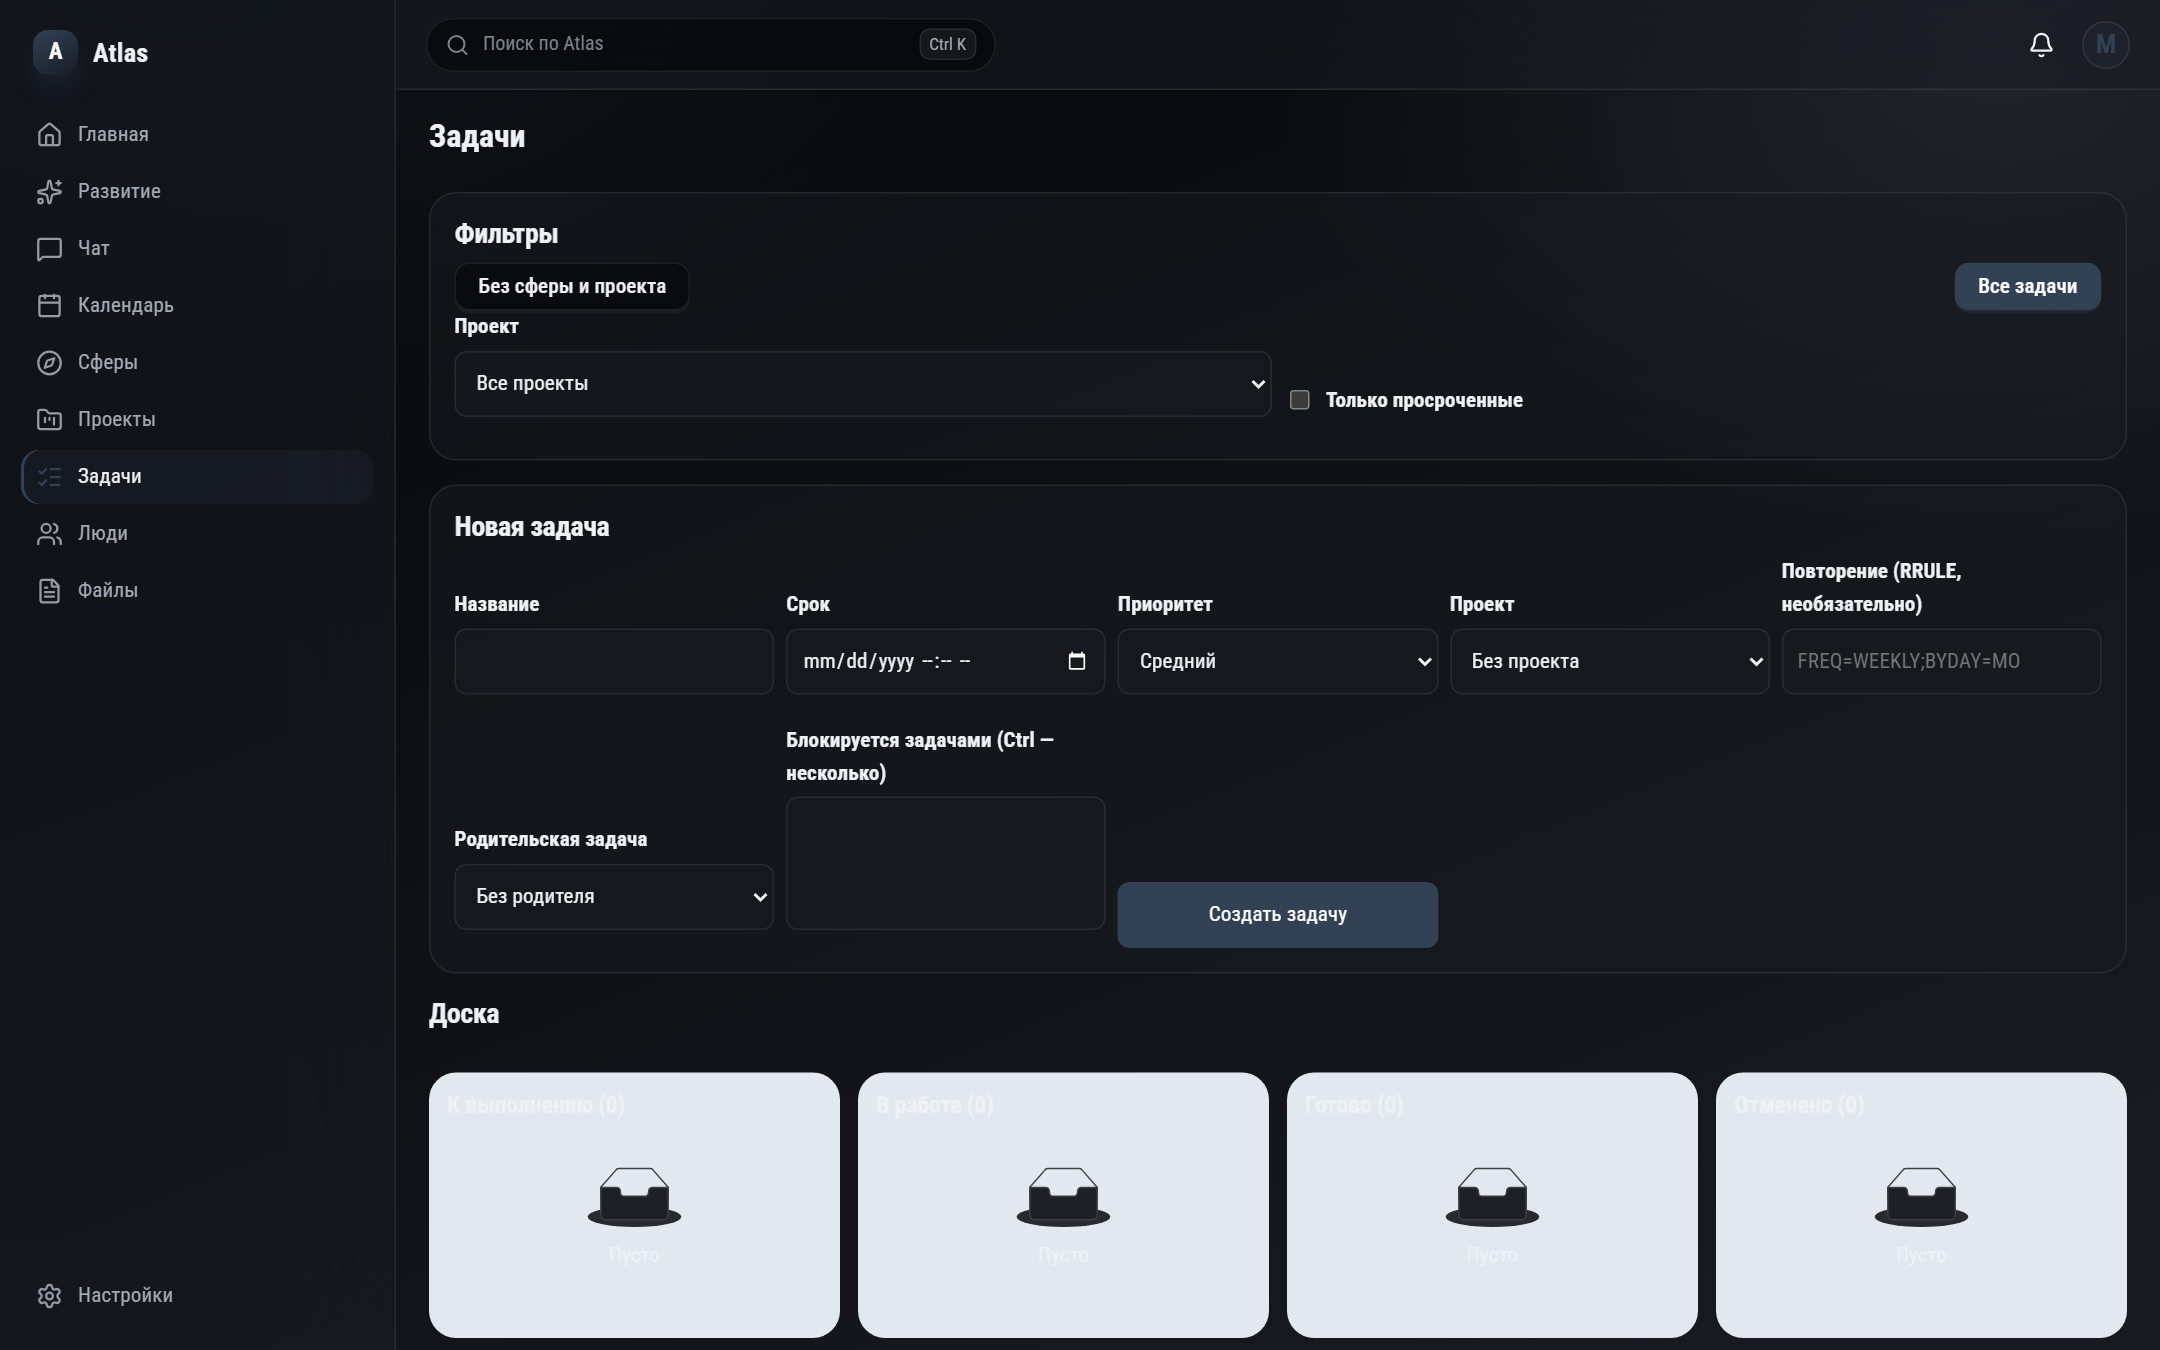 A
Atlas
Поиск по Atlas
Ctrl K
M
Главная
Развитие
Чат
Календарь
Сферы
Проекты
Задачи
Люди
Файлы
Настройки
Задачи
Фильтры
Без сферы и проекта
Все задачи
Проект
Все проекты
Только просроченные
Новая задача
Название
Срок
mm/dd/yyyy --:-- --
Приоритет
Средний
Проект
Без проекта
Повторение (RRULE,
необязательно)
FREQ=WEEKLY;BYDAY=MO
Родительская задача
Без родителя
Блокируется задачами (Ctrl —
несколько)
Создать задачу
Доска
К выполнению (0)
Пусто
В работе (0)
Пусто
Готово (0)
Пусто
Отменено (0)
Пусто